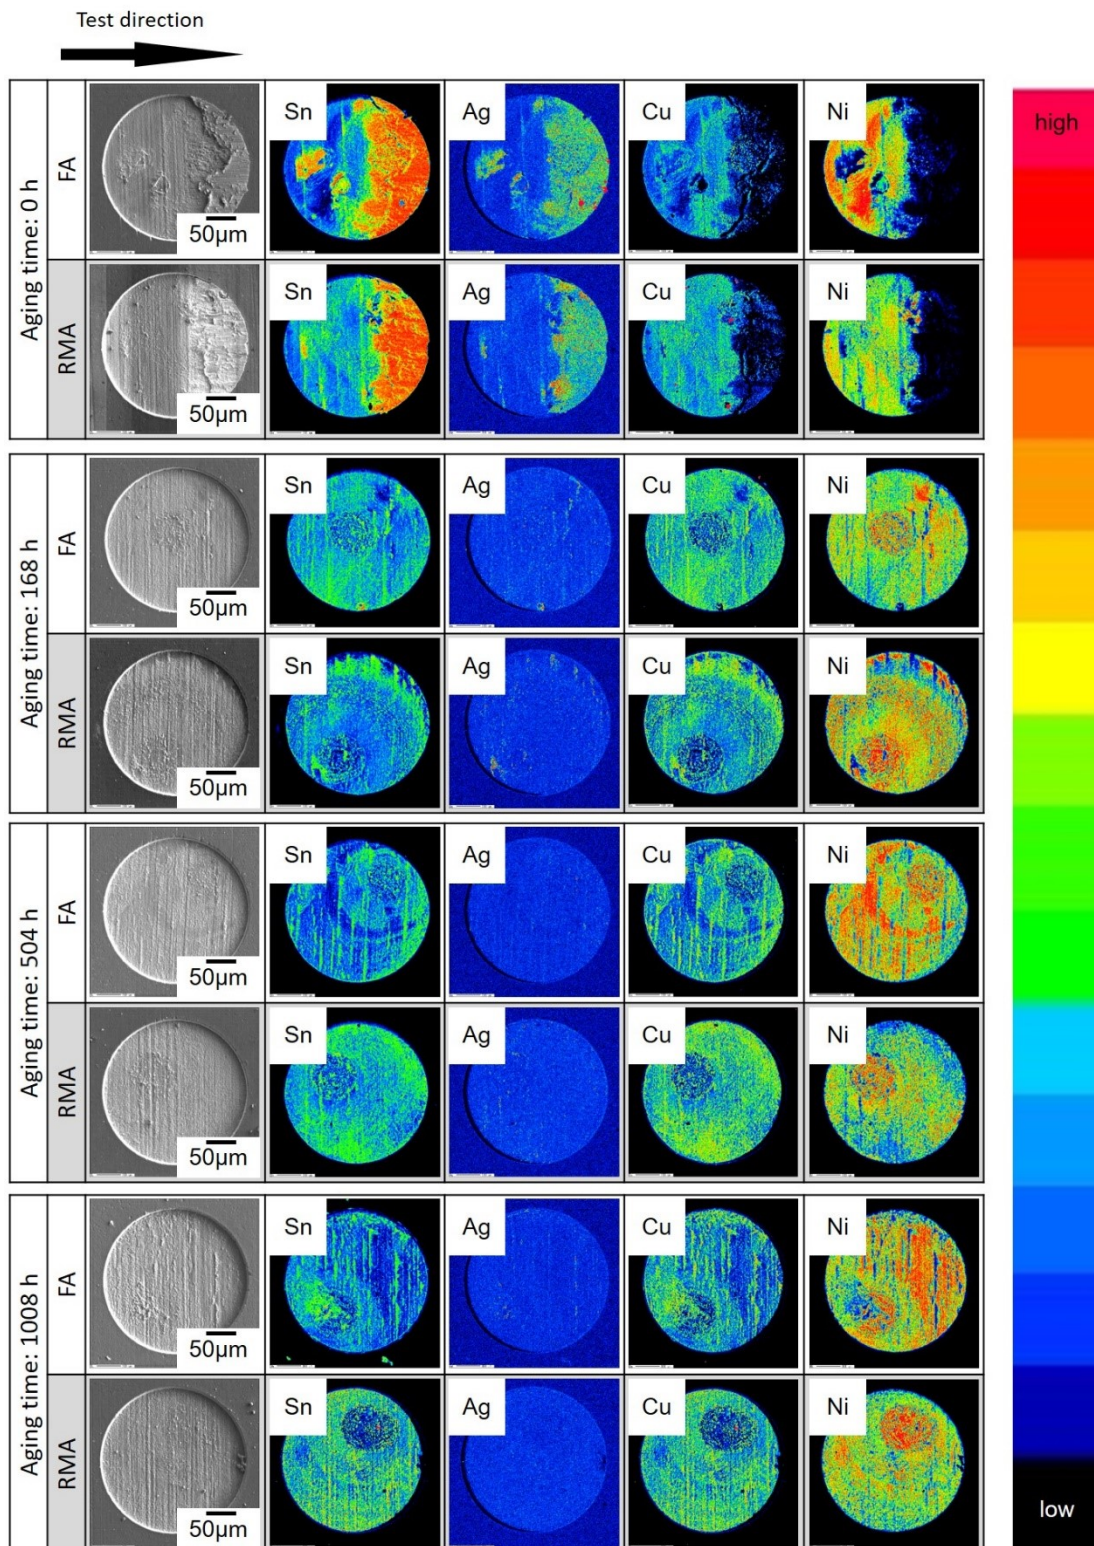 Test direction
high
Aging time: 0 h
FA
50µm
Sn
Ag
Cu
Ni
RMA
50µm
Sn
Ag
Cu
Ni
Aging time: 168 h
FA
50µm
Sn
Ag
Cu
Ni
RMA
50µm
Sn
Ag
Cu
Ni
Aging time: 504 h
FA
50µm
Sn
Ag
Cu
Ni
RMA
50µm
Sn
Ag
Cu
Ni
Aging time: 1008 h
FA
50µm
Sn
Ag
Cu
Ni
RMA
50µm
Sn
Ag
Cu
Ni
low